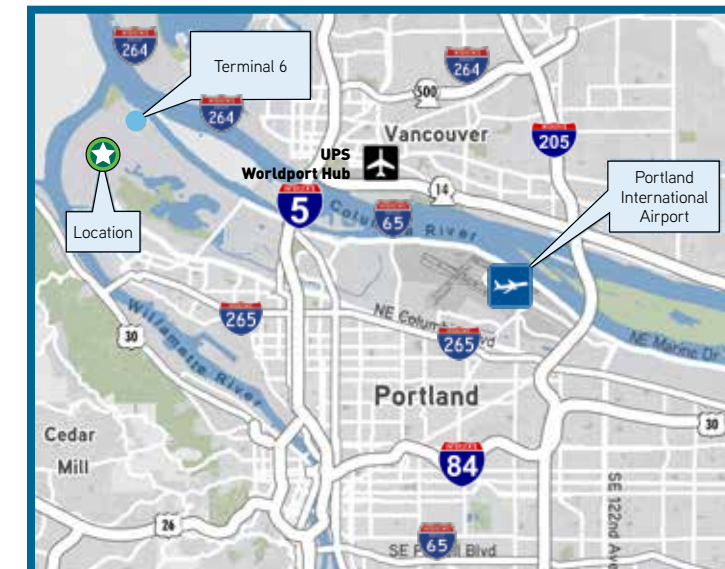 264
Terminal 6
264
264
500
Vancouver
205
UPS
Worldport Hub
14
Portland
International
Airport
5
Columbia River
65
Location
265
NE Columbia Blvd
265
NE Marine Dr
30
Willamette River
Portland
30
Cedar
Mill
84
SE 122nd Ave
26
65
SE Blvd